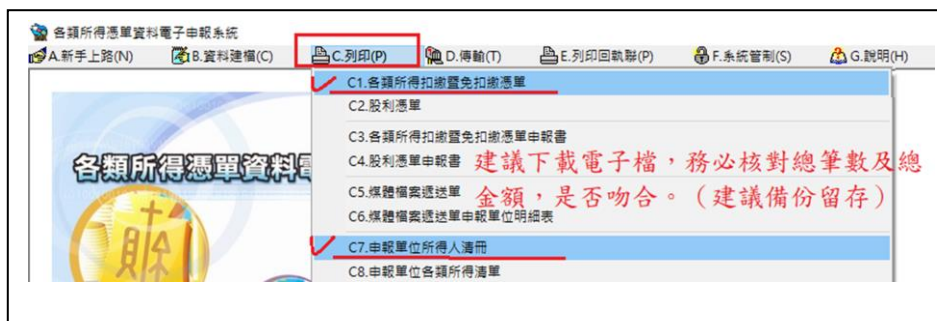 各類所得憑單資料電子申報系統
A.新手上路(N) B.資料建檔(C) C.列印(P) D.傳輸(T) E.列印回執聯(P) F.系統管制(S) G.說明(H)
C1.各類所得扣繳暨免扣繳憑單
C2.股利憑單
C3.各類所得扣繳暨免扣繳憑單申報書
各類所得憑單資料電
C4.股利憑單申報書 建議下載電子檔，務必核對總筆數及總
C5.媒體檔案遞送單 金額，是否吻合。（建議備份留存）
C6.媒體檔案遞送單申報單位明細表
財
C7.申報單位所得人清冊
C8.申報單位各類所得清單